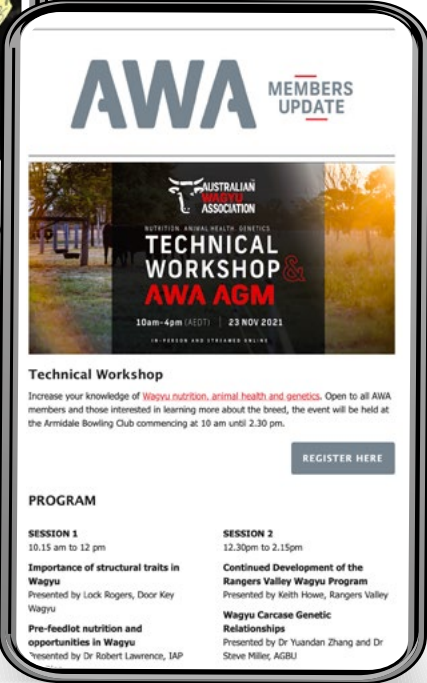 AWA MEMBERS
UPDATE
AUSTRALIAN
WAGYU
ASSOCIATION
NUTRITION. ANIMAL HEALTH. GENETICS
TECHNICAL
WORKSHOP &
AWA AGM
10am-4pm (AEDT) | 23 NOV 2021
IN-PERSON AND STREAMED ONLINE
Technical Workshop
Increase your knowledge of Wagyu nutrition, animal health and genetics. Open to all AWA
members and those interested in learning more about the breed, the event will be held at
the Armidale Bowling Club commencing at 10 am until 2.30 pm.
REGISTER HERE
PROGRAM
SESSION 1
10.15 am to 12 pm
Importance of structural traits in
Wagyu
Presented by Lock Rogers, Door Key
Wagyu
Pre-feedlot nutrition and
opportunities in Wagyu
Presented by Dr Robert Lawrence, IAP
SESSION 2
12.30pm to 2.15pm
Continued Development of the
Rangers Valley Wagyu Program
Presented by Keith Howe, Rangers Valley
Wagyu Carcase Genetic
Relationships
Presented by Dr Yuandan Zhang and Dr
Steve Miller, AGBU